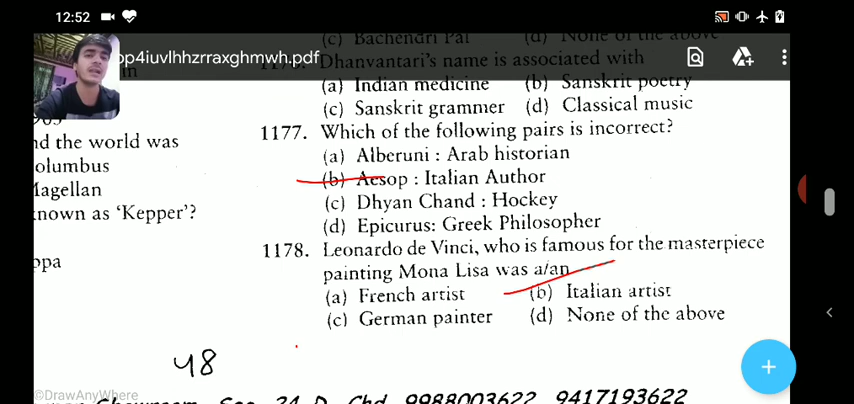 12:52
op4iuvlhhzrraxghmwh.pdf
(c) Bachendri Pal (d) None of the above
Dhanvantari's name is associated with
(a) Indian medicine (b) Sanskrit poetry
(c) Sanskrit grammer (d) Classical music
nd the world was
olumbus
Magellan
known as 'Kepper'?
ppa
1177. Which of the following pairs is incorrect?
(a) Alberuni : Arab historian
(b) Aesop : Italian Author
(c) Dhyan Chand : Hockey
(d) Epicurus: Greek Philosopher
1178. Leonardo de Vinci, who is famous for the masterpiece
painting Mona Lisa was a/an
(a) French artist (b) Italian artist
(c) German painter (d) None of the above
48
©DrawAnyWhere
Showroom, Sec. 34 D, Chd. 9988003622, 9417193622